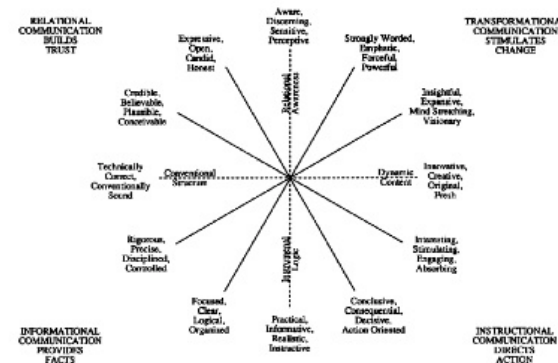 RELATIONAL
COMMUNICATION
BUILDS
TRUST
Aware,
Discerning,
Sensitive,
Perceptive
TRANSFORMATIONAL
COMMUNICATION
STIMULATES
CHANGE
Expressive,
Open,
Candid,
Honest
Strongly Worded,
Emphatic,
Forceful,
Powerful
Relational
Awareness
Credible,
Believable,
Plausible,
Conceivable
Insightful,
Expansive,
Mind Stretching,
Visionary
Technically
Correct,
Conventionally
Sound
Conventional
Structure
Dynamic
Content
Innovative,
Creative,
Original,
Fresh
Rigorous,
Precise,
Disciplined,
Controlled
Interesting,
Stimulating,
Engaging,
Absorbing
Logic
Focused,
Clear,
Logical,
Organized
Practical,
Informative,
Realistic,
Instructive
Conclusive,
Consequential,
Decisive,
Action Oriented
INFORMATIONAL
COMMUNICATION
PROVIDES
FACTS
INSTRUCTIONAL
COMMUNICATION
DIRECTS
ACTION